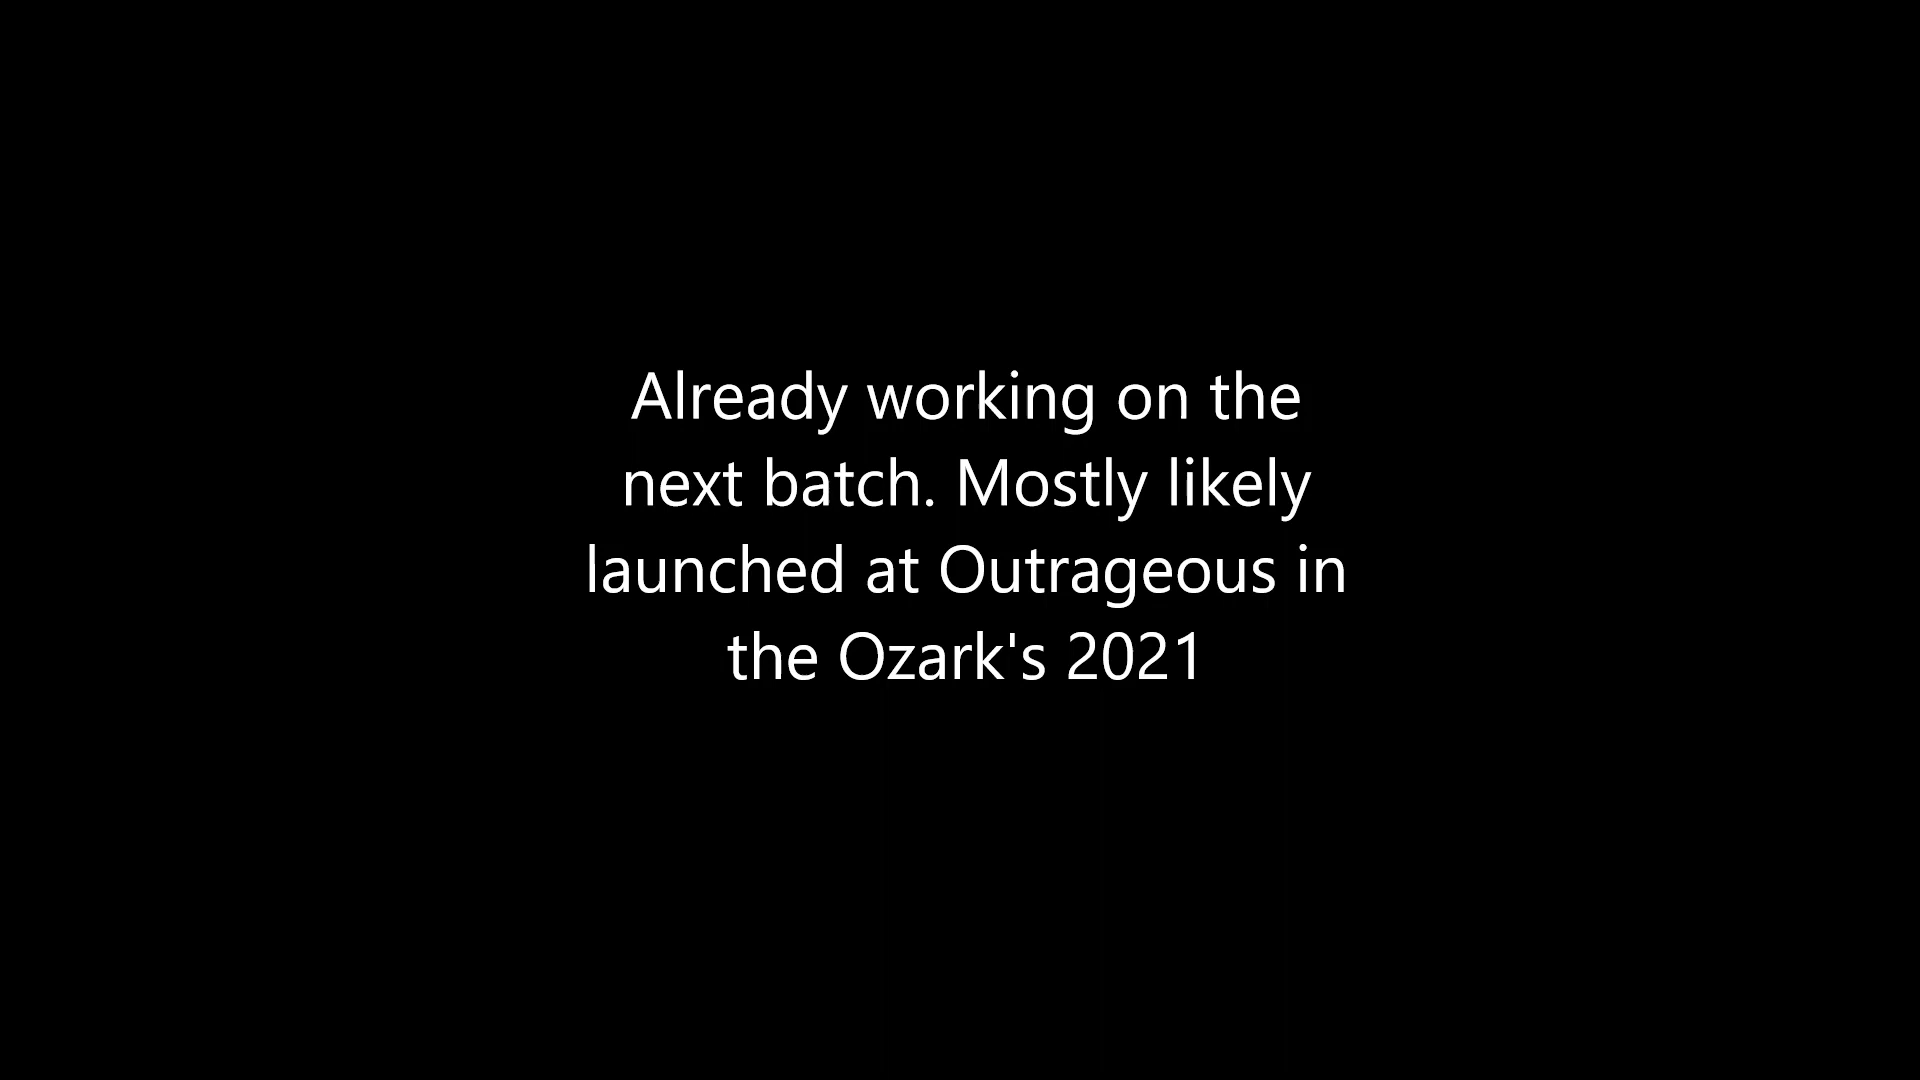 Already working on the
next batch. Mostly likely
launched at Outrageous in
the Ozark's 2021